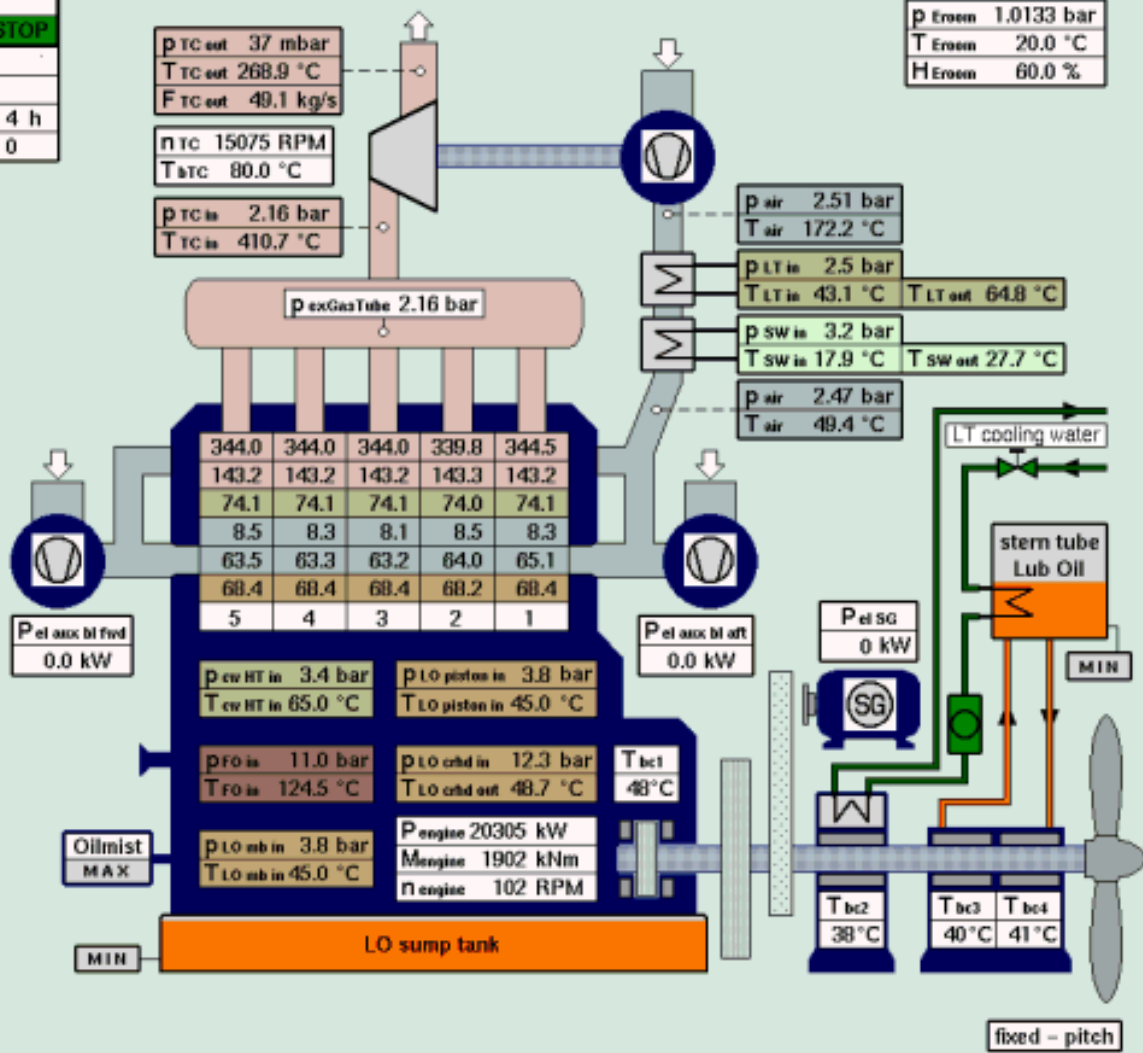 STOP
4 h
0
p TC out 37 mbar
T TC out 268.9 °C
F TC out 49.1 kg/s
n TC 15075 RPM
T bTC 80.0 °C
p TC in 2.16 bar
T TC in 410.7 °C
p exGasTube 2.16 bar
p Eroom 1.0133 bar
T Eroom 20.0 °C
H Eroom 60.0 %
p air 2.51 bar
T air 172.2 °C
p LT in 2.5 bar
T LT in 43.1 °C T LT out 64.8 °C
p SW in 3.2 bar
T SW in 17.9 °C T SW out 27.7 °C
p air 2.47 bar
T air 49.4 °C
LT cooling water
344.0 344.0 344.0 339.8 344.5
143.2 143.2 143.2 143.3 143.2
74.1 74.1 74.1 74.0 74.1
8.5 8.3 8.1 8.5 8.3
63.5 63.3 63.2 64.0 65.1
68.4 68.4 68.4 68.2 68.4
5 4 3 2 1
stern tube
Lub Oil
MIN
P el aux bl fwd
0.0 kW
P el aux bl aft
0.0 kW
P el SG
0 kW
SG
p cw HT in 3.4 bar
T cw HT in 65.0 °C
p LO piston in 3.8 bar
T LO piston in 45.0 °C
p FO in 11.0 bar
T FO in 124.5 °C
p LO crhd in 12.3 bar
T LO crhd out 48.7 °C
T bc1
48°C
Oilmist
MAX
p LO mb in 3.8 bar
T LO mb in 45.0 °C
P engine 20305 kW
M engine 1902 kNm
n engine 102 RPM
T bc2
38°C
T bc3 T bc4
40°C 41°C
MIN
LO sump tank
fixed - pitch